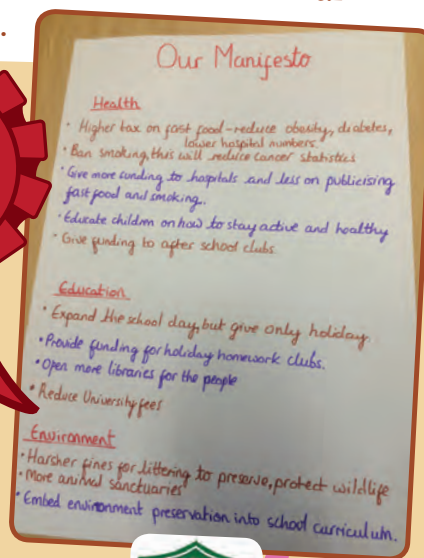 Our Manifesto
Health
• Higher tax on fast food - reduce obesity, diabetes,
lower hospital numbers.
• Ban smoking, this will reduce cancer statistics
• Give more funding to hospitals and less on publicising
fast food and smoking.
• Educate children on how to stay active and healthy
• Give funding to after school clubs
Education
• Expand the school day, but give only holiday.
• Provide funding for holiday homework clubs.
• Open more libraries for the people
• Reduce University fees
Environment
• Harsher fines for littering to preserve, protect wildlife
• More animal sanctuaries
• Embed environment preservation into school curriculum.